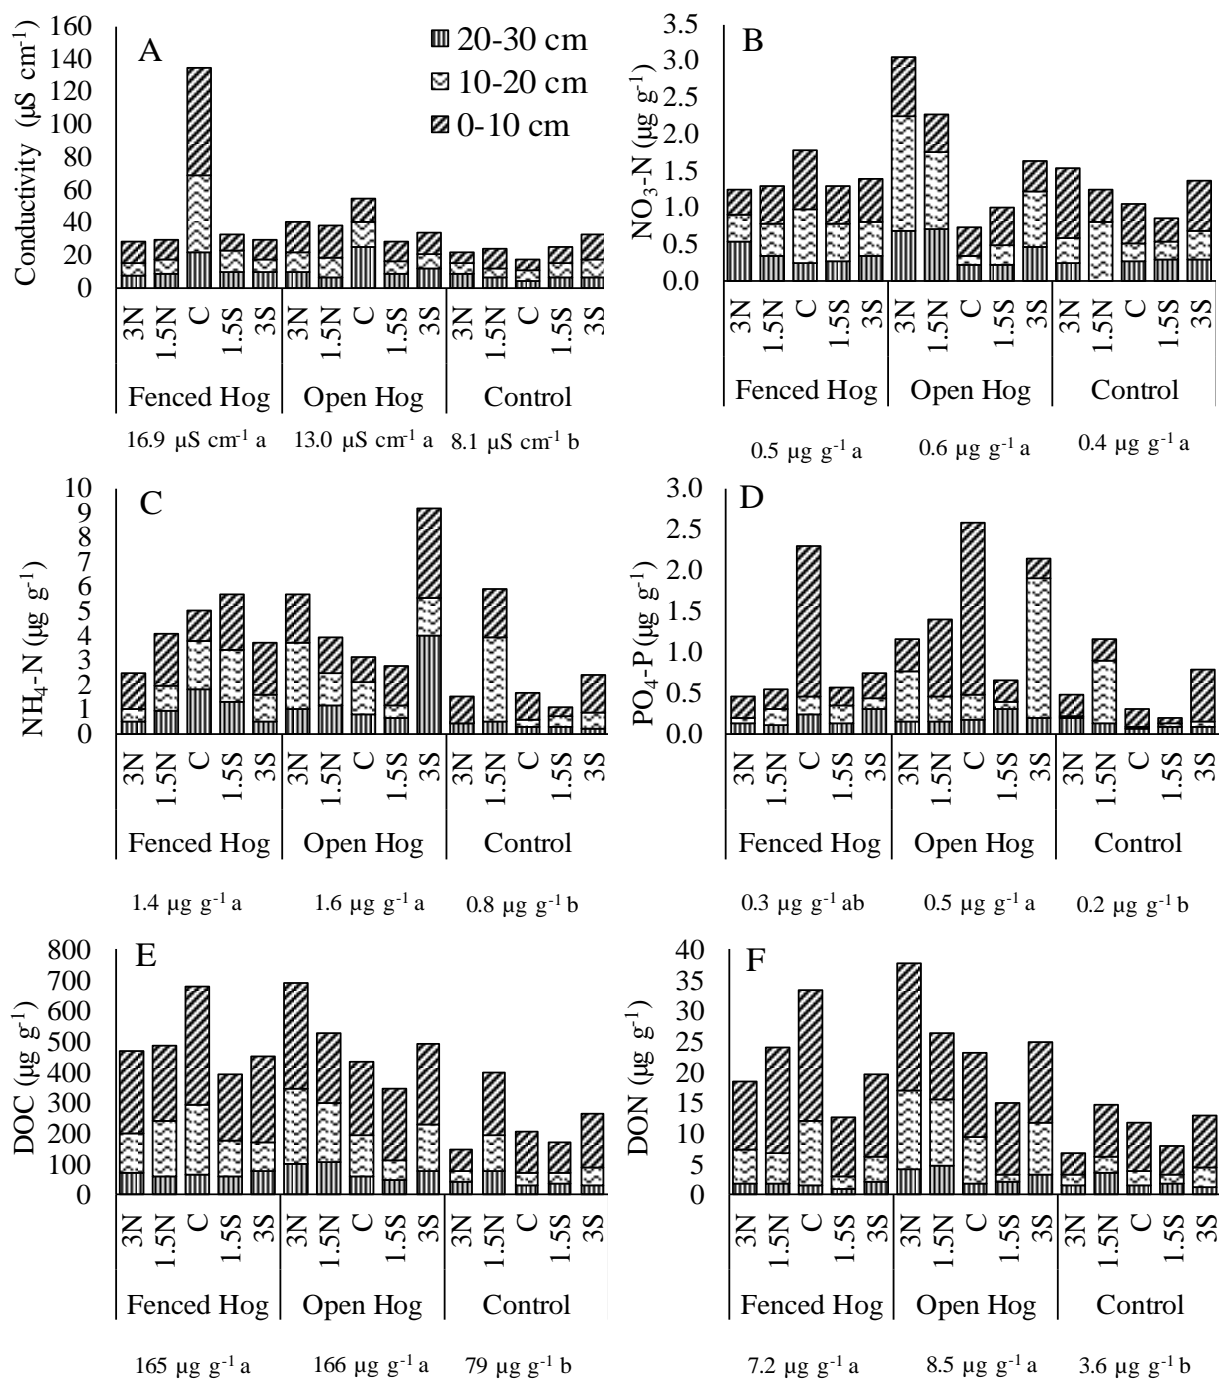 A
Conductivity (µS cm-1)
160
140
120
100
80
60
40
20
0
20-30 cm
10-20 cm
0-10 cm
3N 1.5N C 1.5S 3S 3N 1.5N C 1.5S 3S 3N 1.5N C 1.5S 3S
Fenced Hog Open Hog Control
16.9 µS cm-1 a 13.0 µS cm-1 a 8.1 µS cm-1 b
B
NO3-N (µg g-1)
3.5
3.0
2.5
2.0
1.5
1.0
0.5
0.0
3N 1.5N C 1.5S 3S 3N 1.5N C 1.5S 3S 3N 1.5N C 1.5S 3S
Fenced Hog Open Hog Control
0.5 µg g-1 a 0.6 µg g-1 a 0.4 µg g-1 a
C
NH4-N (µg g-1)
10
9
8
7
6
5
4
3
2
1
0
3N 1.5N C 1.5S 3S 3N 1.5N C 1.5S 3S 3N 1.5N C 1.5S 3S
Fenced Hog Open Hog Control
1.4 µg g-1 a 1.6 µg g-1 a 0.8 µg g-1 b
D
PO4-P (µg g-1)
3.0
2.5
2.0
1.5
1.0
0.5
0.0
3N 1.5N C 1.5S 3S 3N 1.5N C 1.5S 3S 3N 1.5N C 1.5S 3S
Fenced Hog Open Hog Control
0.3 µg g-1 ab 0.5 µg g-1 a 0.2 µg g-1 b
E
DOC (µg g-1)
800
700
600
500
400
300
200
100
0
3N 1.5N C 1.5S 3S 3N 1.5N C 1.5S 3S 3N 1.5N C 1.5S 3S
Fenced Hog Open Hog Control
165 µg g-1 a 166 µg g-1 a 79 µg g-1 b
F
DON (µg g-1)
40
35
30
25
20
15
10
5
0
3N 1.5N C 1.5S 3S 3N 1.5N C 1.5S 3S 3N 1.5N C 1.5S 3S
Fenced Hog Open Hog Control
7.2 µg g-1 a 8.5 µg g-1 a 3.6 µg g-1 b